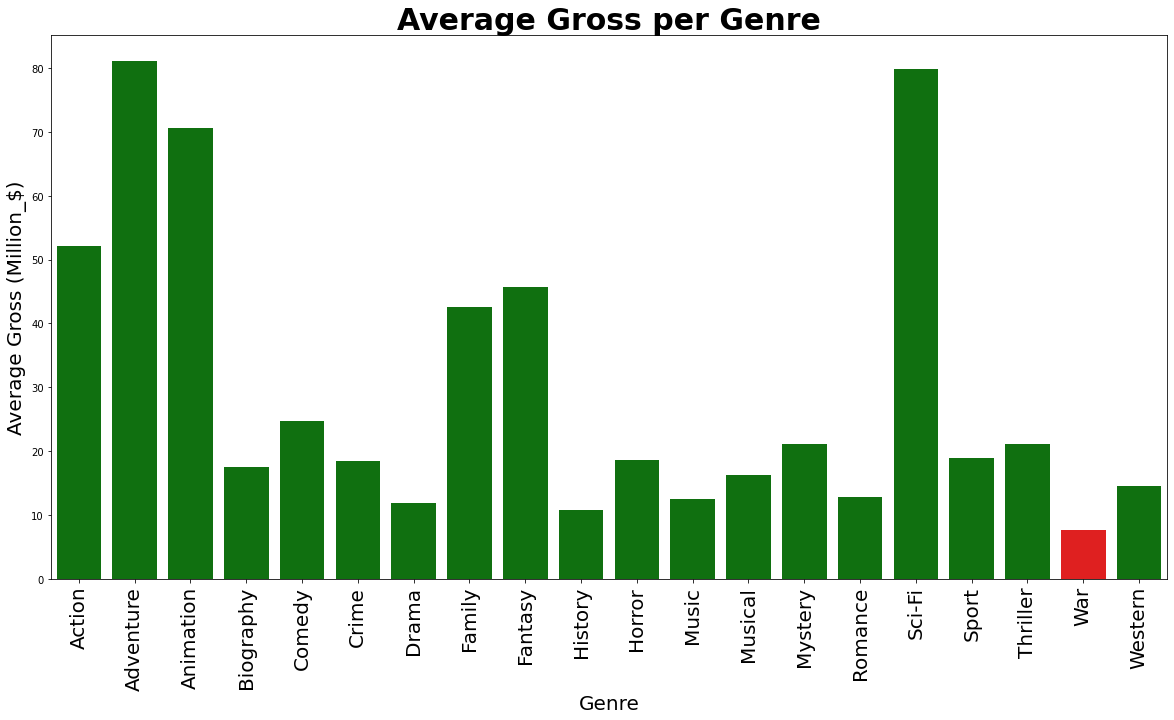 Average Gross per Genre
Average Gross (Million_$)
80
70
60
50
40
30
20
10
0
Action
Adventure
Animation
Biography
Comedy
Crime
Drama
Family
Fantasy
History
Horror
Music
Musical
Mystery
Romance
Sci-Fi
Sport
Thriller
War
Western
Genre